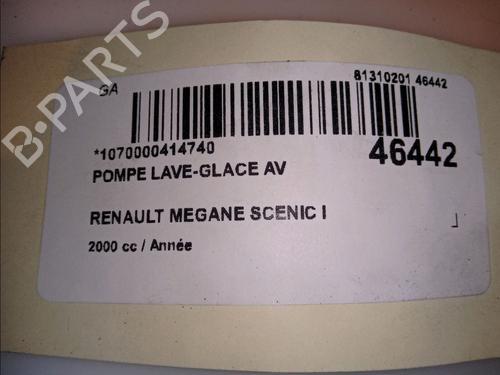 B-PARTS
GA
81310201 46442
*1070000414740
46442
POMPE LAVE-GLACE AV
RENAULT MEGANE SCENIC I
2000 cc / Année